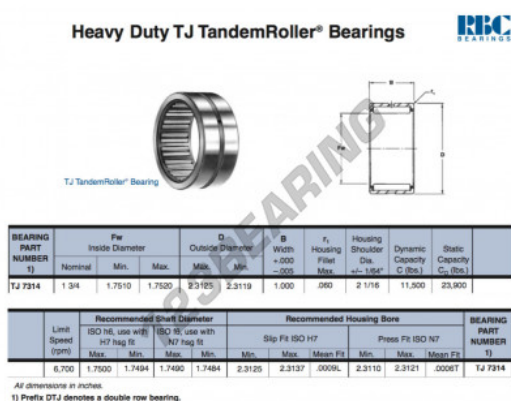 Heavy Duty TJ TandemRoller® Bearings
RBC
BEARINGS
B
r₁
Fw
D
TJ TandemRoller® Bearing
123BEARING
BEARING PART NUMBER 1) Fw Inside Diameter D Outside Diameter B Width +.000 -.005 r₁ Housing Fillet Max. Housing Shoulder Dia. +/- 1/64" Dynamic Capacity C (lbs.) Static Capacity C₀ (lbs.)
Nominal Min. Max. Max. Min.
TJ 7314 1 3/4 1.7510 1.7520 2.3125 2.3119 1.000 .060 2 1/16 11,500 23,900
Limit Speed (rpm) Recommended Shaft Diameter Recommended Housing Bore BEARING PART NUMBER 1)
ISO h6, use with H7 hsg fit ISO f6, use with N7 hsg fit Slip Fit ISO H7 Press Fit ISO N7
Max. Min. Max. Min. Min. Max. Mean Fit Min. Max. Mean Fit
6,700 1.7500 1.7494 1.7490 1.7484 2.3125 2.3137 .0009L 2.3110 2.3121 .0006T TJ 7314
All dimensions in inches.
1) Prefix DTJ denotes a double row bearing.